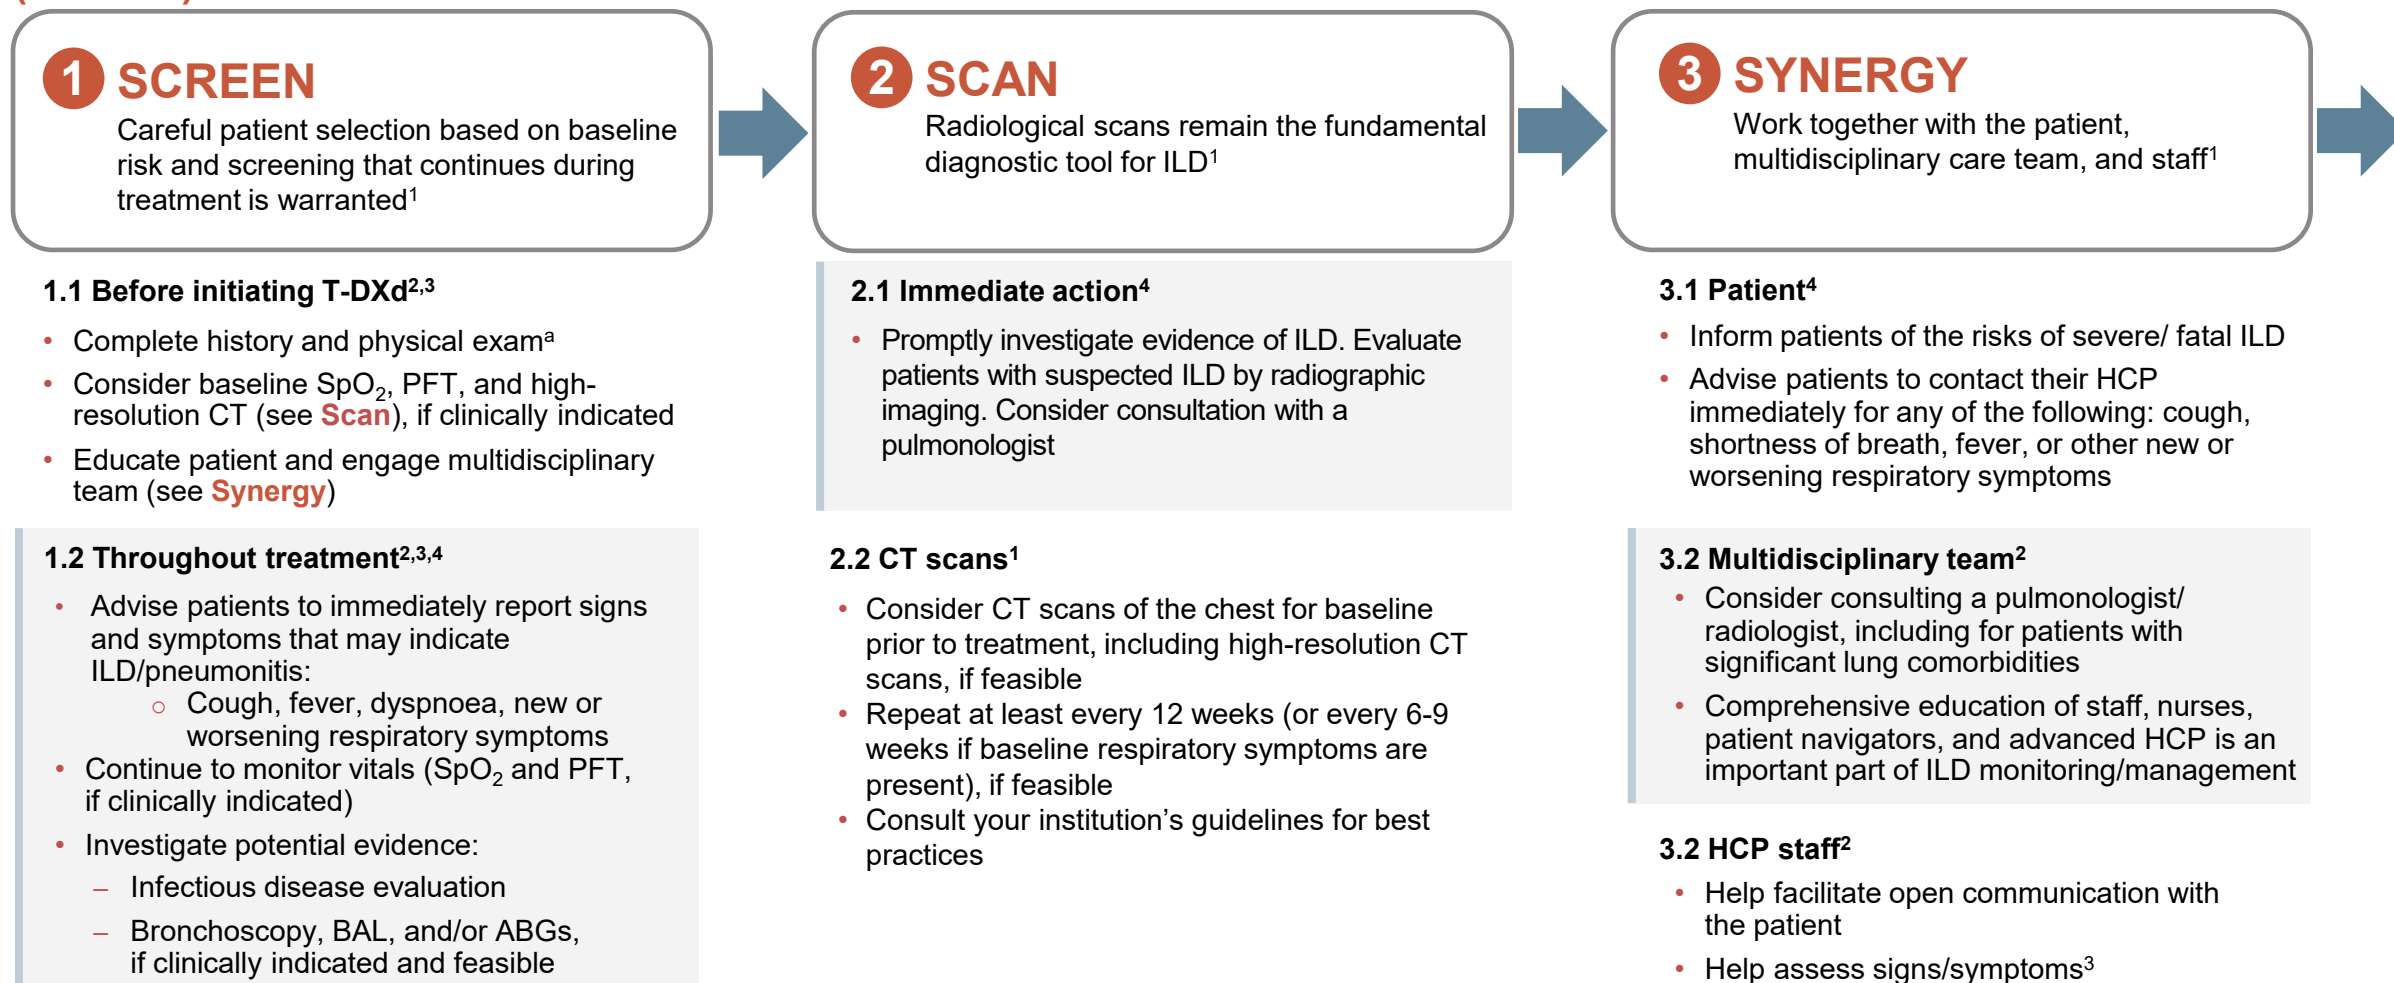 1 SCREEN
Careful patient selection based on baseline
risk and screening that continues during
treatment is warranted¹
1.1 Before initiating T-DXd²,³
• Complete history and physical examᵃ
• Consider baseline SpO₂, PFT, and high-
resolution CT (see Scan), if clinically indicated
• Educate patient and engage multidisciplinary
team (see Synergy)
1.2 Throughout treatment²,³,⁴
• Advise patients to immediately report signs
and symptoms that may indicate
ILD/pneumonitis:
○ Cough, fever, dyspnoea, new or
worsening respiratory symptoms
• Continue to monitor vitals (SpO₂ and PFT,
if clinically indicated)
• Investigate potential evidence:
– Infectious disease evaluation
– Bronchoscopy, BAL, and/or ABGs,
if clinically indicated and feasible
2 SCAN
Radiological scans remain the fundamental
diagnostic tool for ILD¹
2.1 Immediate action⁴
• Promptly investigate evidence of ILD. Evaluate
patients with suspected ILD by radiographic
imaging. Consider consultation with a
pulmonologist
2.2 CT scans¹
• Consider CT scans of the chest for baseline
prior to treatment, including high-resolution CT
scans, if feasible
• Repeat at least every 12 weeks (or every 6-9
weeks if baseline respiratory symptoms are
present), if feasible
• Consult your institution’s guidelines for best
practices
3 SYNERGY
Work together with the patient,
multidisciplinary care team, and staff¹
3.1 Patient⁴
• Inform patients of the risks of severe/ fatal ILD
• Advise patients to contact their HCP
immediately for any of the following: cough,
shortness of breath, fever, or other new or
worsening respiratory symptoms
3.2 Multidisciplinary team²
• Consider consulting a pulmonologist/
radiologist, including for patients with
significant lung comorbidities
• Comprehensive education of staff, nurses,
patient navigators, and advanced HCP is an
important part of ILD monitoring/management
3.2 HCP staff²
• Help facilitate open communication with
the patient
• Help assess signs/symptoms³